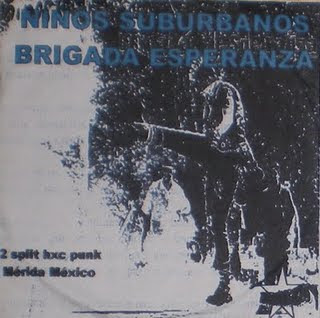 NIÑOS SUBURBANOS
BRIGADA ESPERANZA
2 split hxc punk
Mérida México